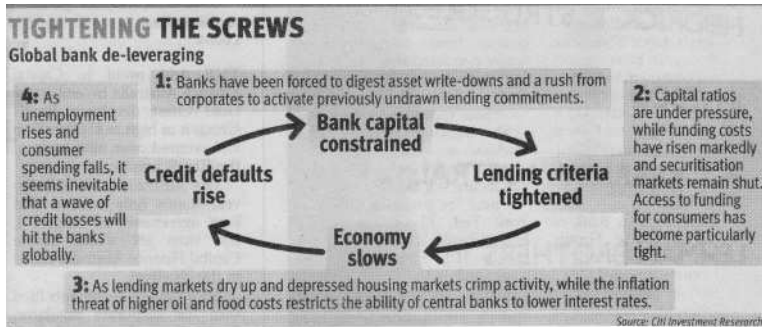 TIGHTENING THE SCREWS
Global bank de-leveraging
1: Banks have been forced to digest asset write-downs and a rush from
corporates to activate previously undrawn lending commitments.
Bank capital
constrained
2: Capital ratios
are under pressure,
while funding costs
have risen markedly
and securitisation
markets remain shut.
Access to funding
for consumers has
become particularly
tight.
Lending criteria
tightened
Economy
slows
3: As lending markets dry up and depressed housing markets crimp activity, while the inflation
threat of higher oil and food costs restricts the ability of central banks to lower interest rates.
4: As
unemployment
rises and
consumer
spending falls, it
seems inevitable
that a wave of
credit losses will
hit the banks
globally.
Credit defaults
rise
Source: Citi Investment Research